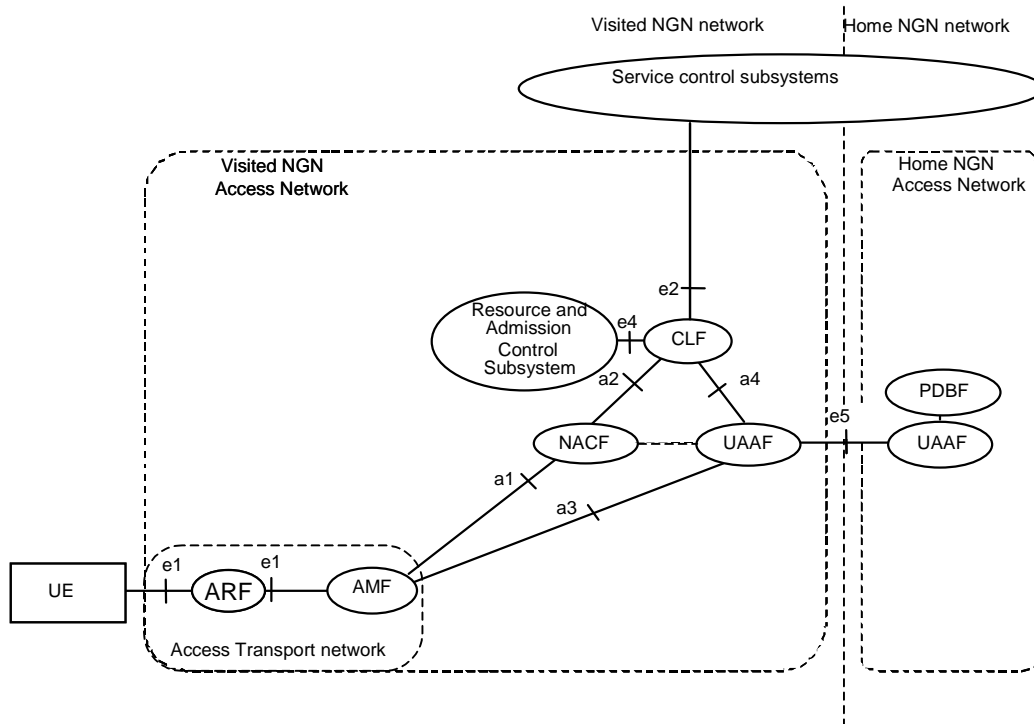 Visited NGN network
Home NGN network
Service control subsystems
Visited NGN
Access Network
Home NGN
Access Network
e2
Resource and
Admission
Control
Subsystem
e4
CLF
a2
a4
PDBF
e5
NACF
UAAF
UAAF
a1
a3
e1
e1
UE
ARF
AMF
Access Transport network